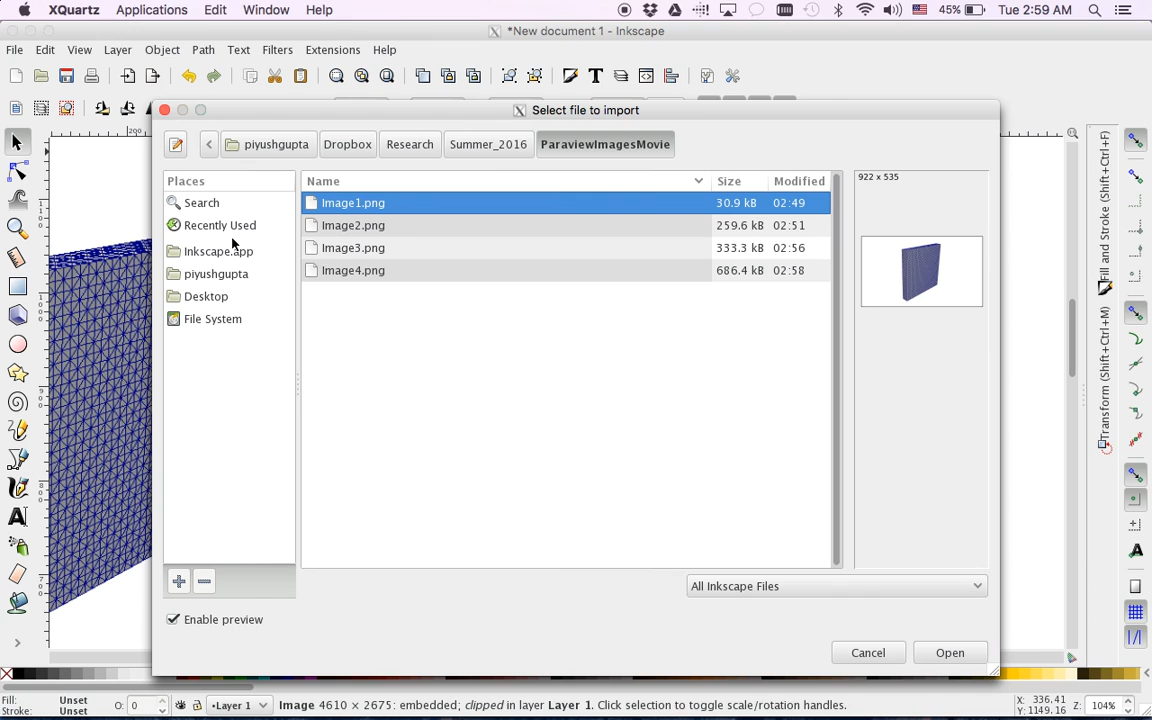 XQuartz Applications Edit Window Help 45% Tue 2:59 AM
*New document 1 - Inkscape
File Edit View Layer Object Path Text Filters Extensions Help
Select file to import
piyushgupta Dropbox Research Summer_2016 ParaviewImagesMovie
Places
Search
Recently Used
Inkscape.app
piyushgupta
Desktop
File System
Name Size Modified
Image1.png 30.9 kB 02:49
Image2.png 259.6 kB 02:51
Image3.png 333.3 kB 02:56
Image4.png 686.4 kB 02:58
922 x 535
All Inkscape Files
Enable preview
Cancel Open
Fill and Stroke (Shift+Ctrl+F)
Transform (Shift+Ctrl+M)
Fill: Unset
Stroke: Unset
O: 0
•Layer 1
Image 4610 × 2675: embedded; clipped in layer Layer 1. Click selection to toggle scale/rotation handles.
X: 336.41
Y: 1149.16
Z: 104%